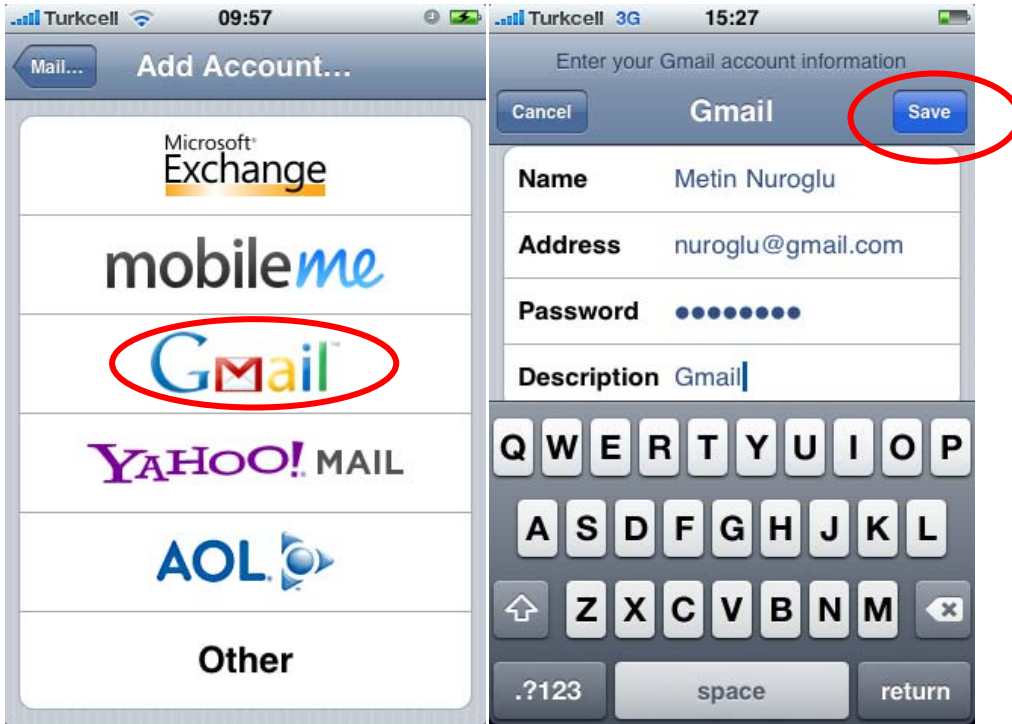 Turkcell 09:57
Mail... Add Account...
Microsoft
Exchange
mobileme
Gmail™
YAHOO! MAIL
AOL
Other
Turkcell 3G 15:27
Enter your Gmail account information
Cancel Gmail Save
Name Metin Nuroglu
Address nuroglu@gmail.com
Password ●●●●●●●●
Description Gmail
Q W E R T Y U I O P
A S D F G H J K L
Z X C V B N M
.?123 space return